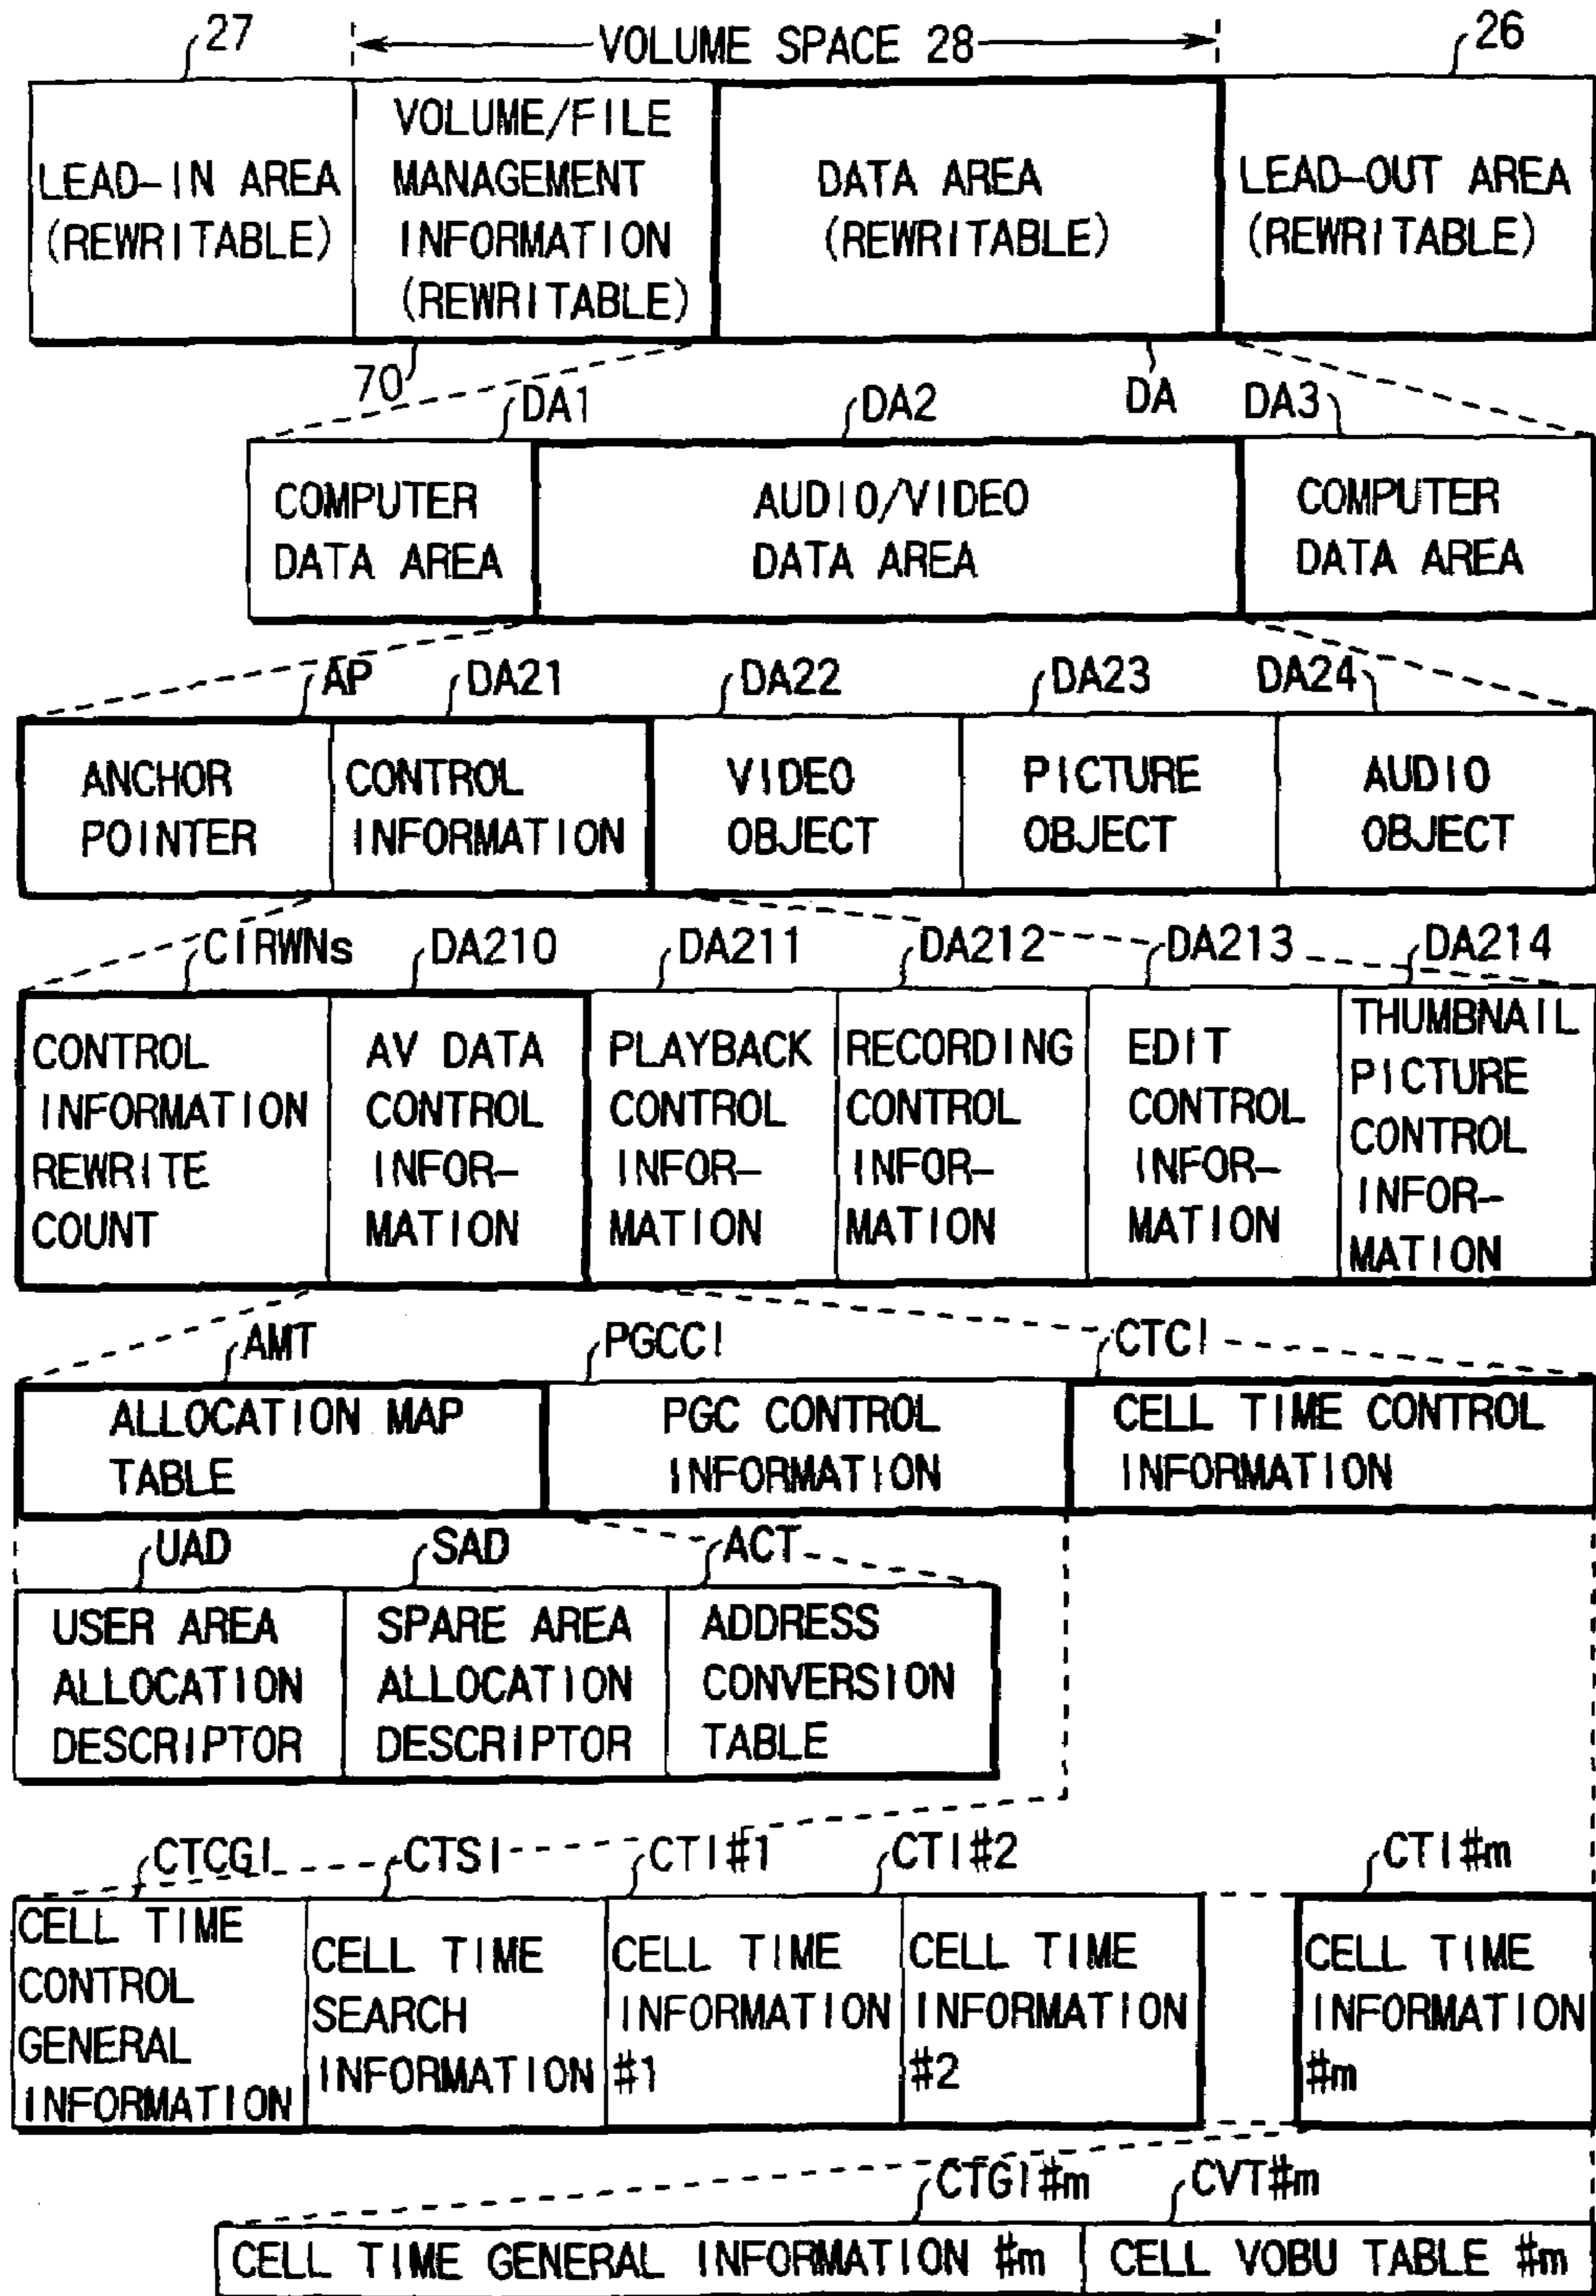 27
VOLUME SPACE 28
26
LEAD-IN AREA
(REWRITABLE)
VOLUME/FILE
MANAGEMENT
INFORMATION
(REWRITABLE)
DATA AREA
(REWRITABLE)
LEAD-OUT AREA
(REWRITABLE)
70
DA
DA1
DA2
DA3
COMPUTER
DATA AREA
AUDIO/VIDEO
DATA AREA
COMPUTER
DATA AREA
AP
DA21
DA22
DA23
DA24
ANCHOR
POINTER
CONTROL
INFORMATION
VIDEO
OBJECT
PICTURE
OBJECT
AUDIO
OBJECT
CIRWNs
DA210
DA211
DA212
DA213
DA214
CONTROL
INFORMATION
REWRITE
COUNT
AV DATA
CONTROL
INFOR-
MATION
PLAYBACK
CONTROL
INFOR-
MATION
RECORDING
CONTROL
INFOR-
MATION
EDIT
CONTROL
INFOR-
MATION
THUMBNAIL
PICTURE
CONTROL
INFOR-
MATION
AMT
PGCCI
CTCI
ALLOCATION MAP
TABLE
PGC CONTROL
INFORMATION
CELL TIME CONTROL
INFORMATION
UAD
SAD
ACT
USER AREA
ALLOCATION
DESCRIPTOR
SPARE AREA
ALLOCATION
DESCRIPTOR
ADDRESS
CONVERSION
TABLE
CTCGI
CTSI
CTI#1
CTI#2
CTI#m
CELL TIME
CONTROL
GENERAL
INFORMATION
CELL TIME
SEARCH
INFORMATION
CELL TIME
INFORMATION
#1
CELL TIME
INFORMATION
#2
CELL TIME
INFORMATION
#m
CTGI#m
CVT#m
CELL TIME GENERAL INFORMATION #m
CELL VOBU TABLE #m